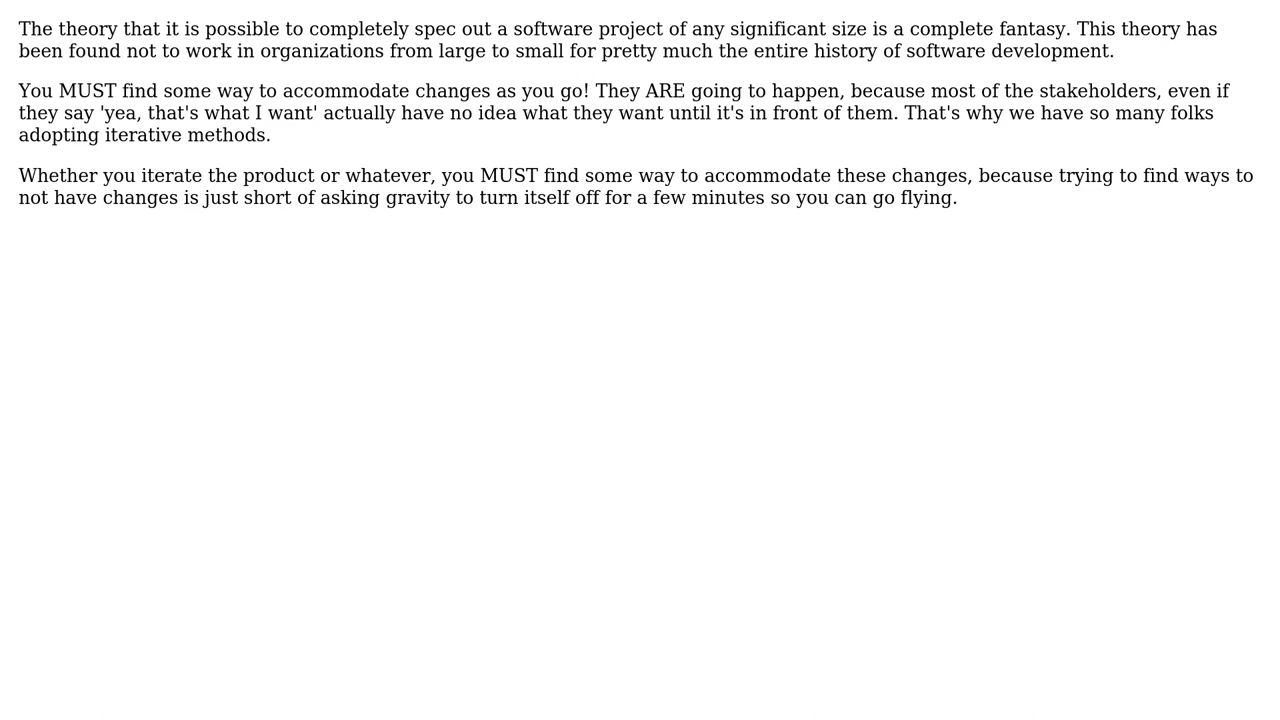 The theory that it is possible to completely spec out a software project of any significant size is a complete fantasy. This theory has
been found not to work in organizations from large to small for pretty much the entire history of software development.
You MUST find some way to accommodate changes as you go! They ARE going to happen, because most of the stakeholders, even if
they say 'yea, that's what I want' actually have no idea what they want until it's in front of them. That's why we have so many folks
adopting iterative methods.
Whether you iterate the product or whatever, you MUST find some way to accommodate these changes, because trying to find ways to
not have changes is just short of asking gravity to turn itself off for a few minutes so you can go flying.